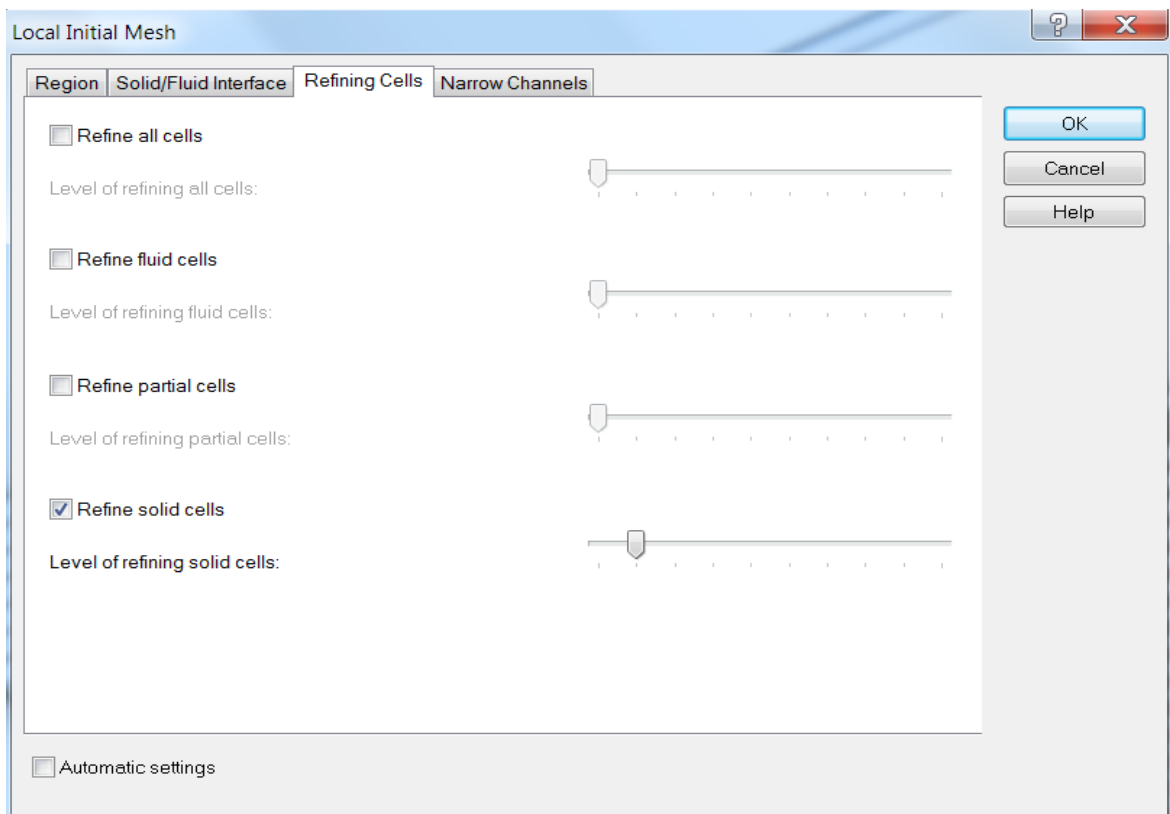 Local Initial Mesh
? X
Region Solid/Fluid Interface Refining Cells Narrow Channels
Refine all cells
OK
Level of refining all cells:
Cancel
Help
Refine fluid cells
Level of refining fluid cells:
Refine partial cells
Level of refining partial cells:
Refine solid cells
Level of refining solid cells:
Automatic settings